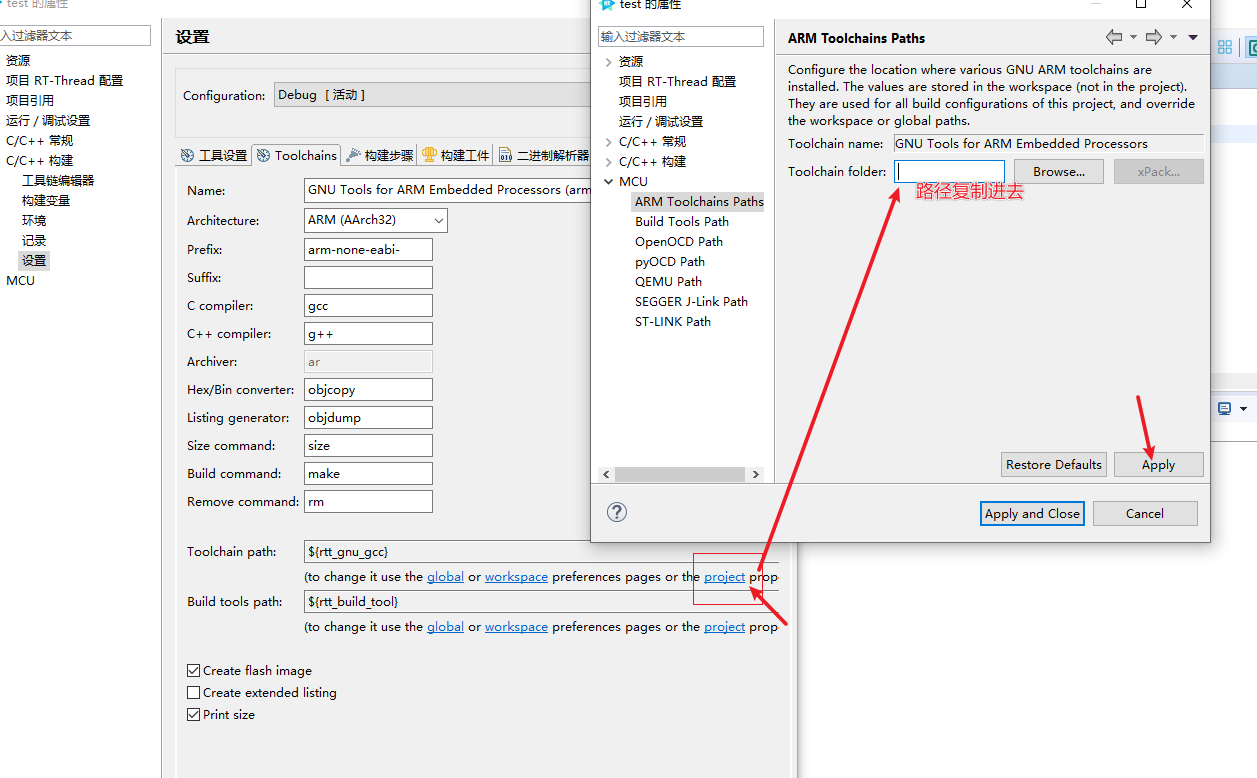 test 的属性
入过滤器文本
资源
项目 RT-Thread 配置
项目引用
运行 / 调试设置
C/C++ 常规
C/C++ 构建
工具链编辑器
构建变量
环境
记录
设置
MCU
设置
Configuration:
Debug [ 活动 ]
工具设置
Toolchains
构建步骤
构建工件
二进制解析器
Name:
GNU Tools for ARM Embedded Processors (arm
Architecture:
ARM (AArch32)
Prefix:
arm-none-eabi-
Suffix:
C compiler:
gcc
C++ compiler:
g++
Archiver:
ar
Hex/Bin converter:
objcopy
Listing generator:
objdump
Size command:
size
Build command:
make
Remove command:
rm
Toolchain path:
${rtt_gnu_gcc}
(to change it use the global or workspace preferences pages or the project prop
Build tools path:
${rtt_build_tool}
(to change it use the global or workspace preferences pages or the project prop
Create flash image
Create extended listing
Print size
test 的属性
输入过滤器文本
资源
项目 RT-Thread 配置
项目引用
运行 / 调试设置
C/C++ 常规
C/C++ 构建
MCU
ARM Toolchains Paths
Build Tools Path
OpenOCD Path
pyOCD Path
QEMU Path
SEGGER J-Link Path
ST-LINK Path
ARM Toolchains Paths
Configure the location where various GNU ARM toolchains are
installed. The values are stored in the workspace (not in the project).
They are used for all build configurations of this project, and override
the workspace or global paths.
Toolchain name:
GNU Tools for ARM Embedded Processors
Toolchain folder:
Browse...
xPack...
路径复制进去
Restore Defaults
Apply
Apply and Close
Cancel